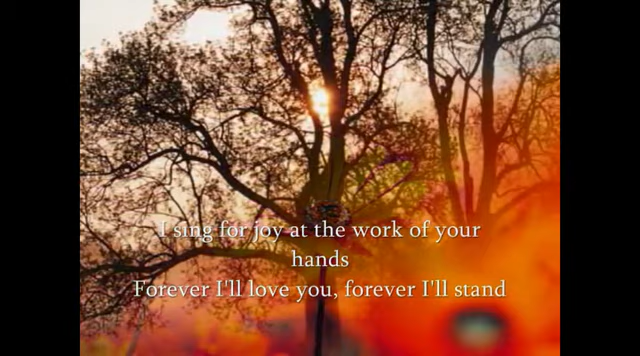 I sing for joy at the work of your
hands
Forever I'll love you, forever I'll stand